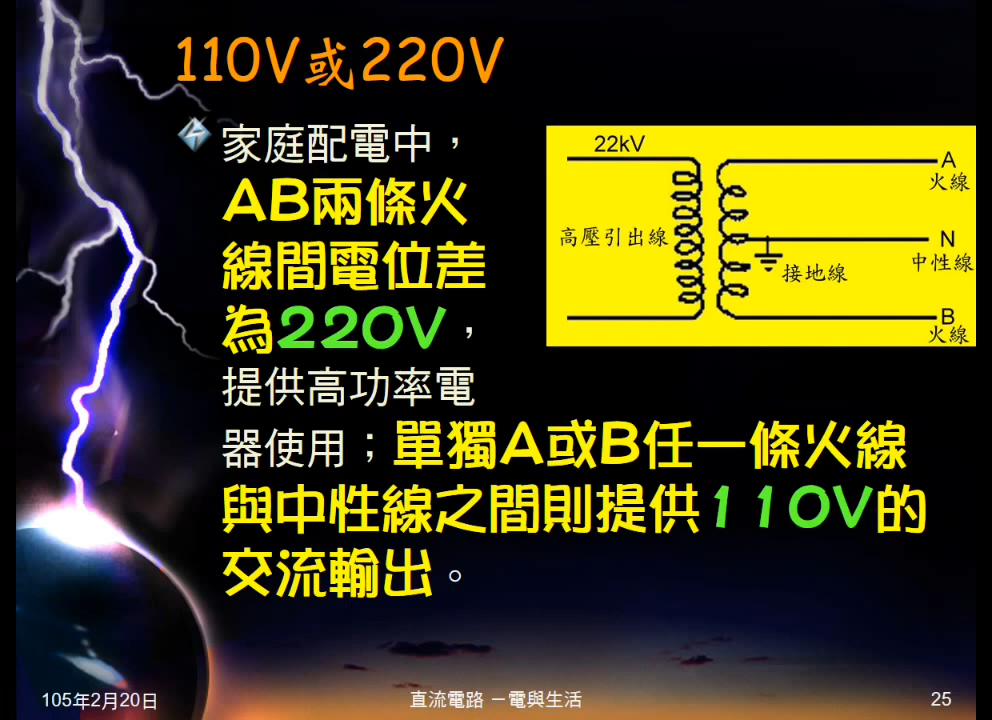 110V或220V
家庭配電中，
AB兩條火
線間電位差
為220V，
提供高功率電
器使用；單獨A或B任一條火線
與中性線之間則提供110V的
交流輸出。
22kV
A
火線
高壓引出線
N
中性線
接地線
B
火線
105年2月20日
直流電路 －電與生活
25